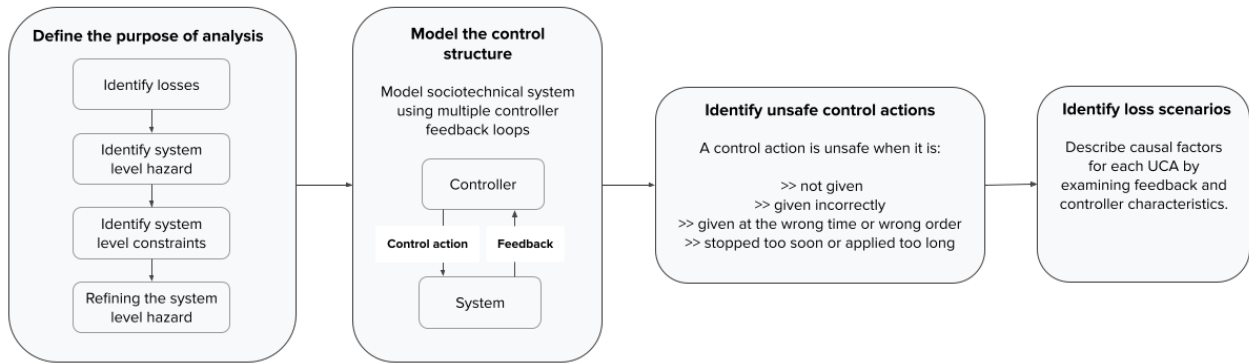 Define the purpose of analysis
Identify losses
Identify system
level hazard
Identify system
level constraints
Refining the system
level hazard
Model the control
structure
Model sociotechnical system
using multiple controller
feedback loops
Controller
Control action
Feedback
System
Identify unsafe control actions
A control action is unsafe when it is:
>> not given
>> given incorrectly
>> given at the wrong time or wrong order
>> stopped too soon or applied too long
Identify loss scenarios
Describe causal factors
for each UCA by
examining feedback and
controller characteristics.